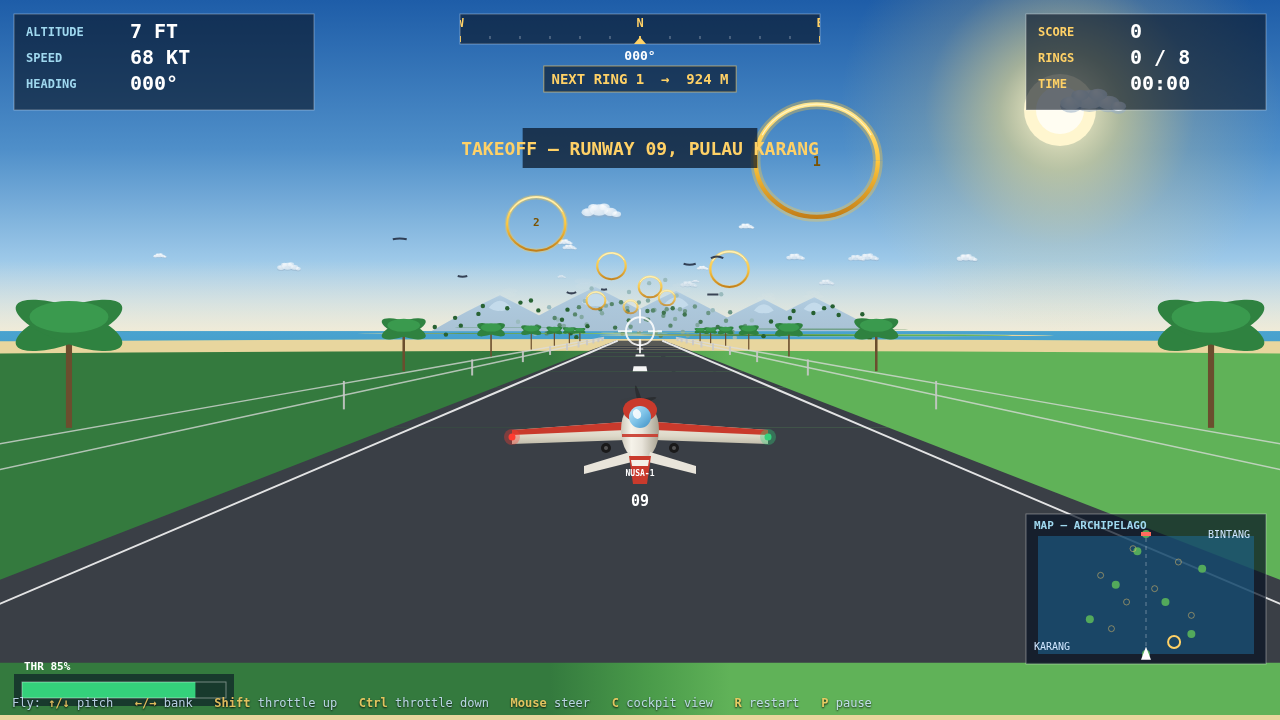 ALTITUDE 7 FT
SPEED 68 KT
HEADING 000°
W N E
000°
NEXT RING 1 → 924 M
SCORE 0
RINGS 0 / 8
TIME 00:00
TAKEOFF — RUNWAY 09, PULAU KARANG
1
2
NUSA-1
09
MAP — ARCHIPELAGO
BINTANG
KARANG
THR 85%
Fly: ↑/↓ pitch ←/→ bank Shift throttle up Ctrl throttle down Mouse steer C cockpit view R restart P pause